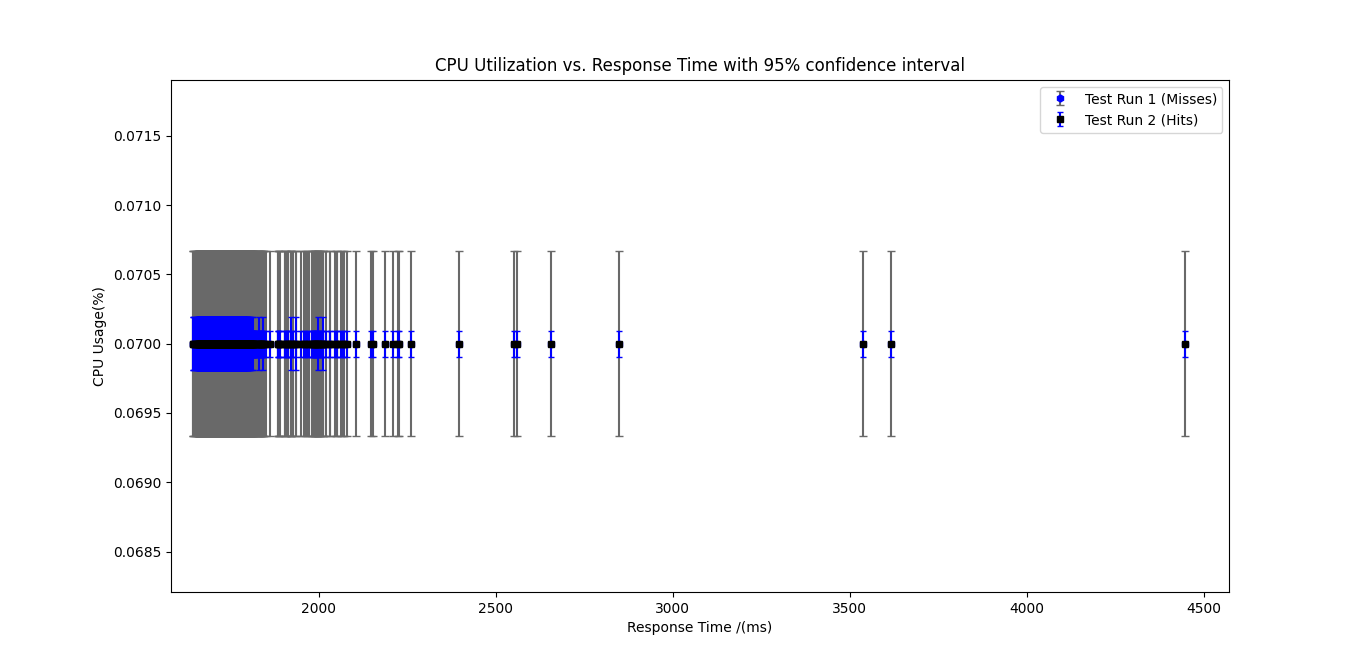 CPU Utilization vs. Response Time with 95% confidence interval
Test Run 1 (Misses)
Test Run 2 (Hits)
0.0715
0.0710
0.0705
0.0700
0.0695
0.0690
0.0685
CPU Usage(%)
2000 2500 3000 3500 4000 4500
Response Time /(ms)